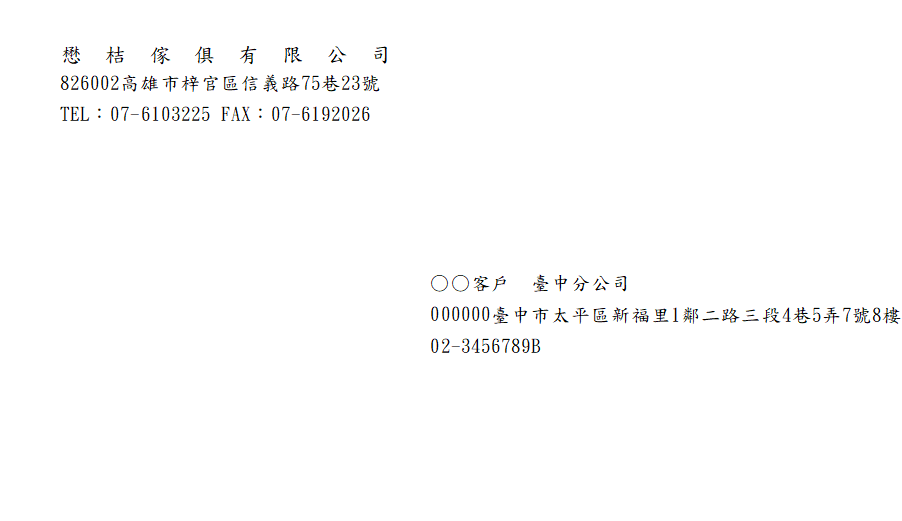 懋桔傢俱有限公司
826002高雄市梓官區信義路75巷23號
TEL：07-6103225 FAX：07-6192026
○○客戶　臺中分公司
000000臺中市太平區新福里1鄰二路三段4巷5弄7號8樓
02-3456789B